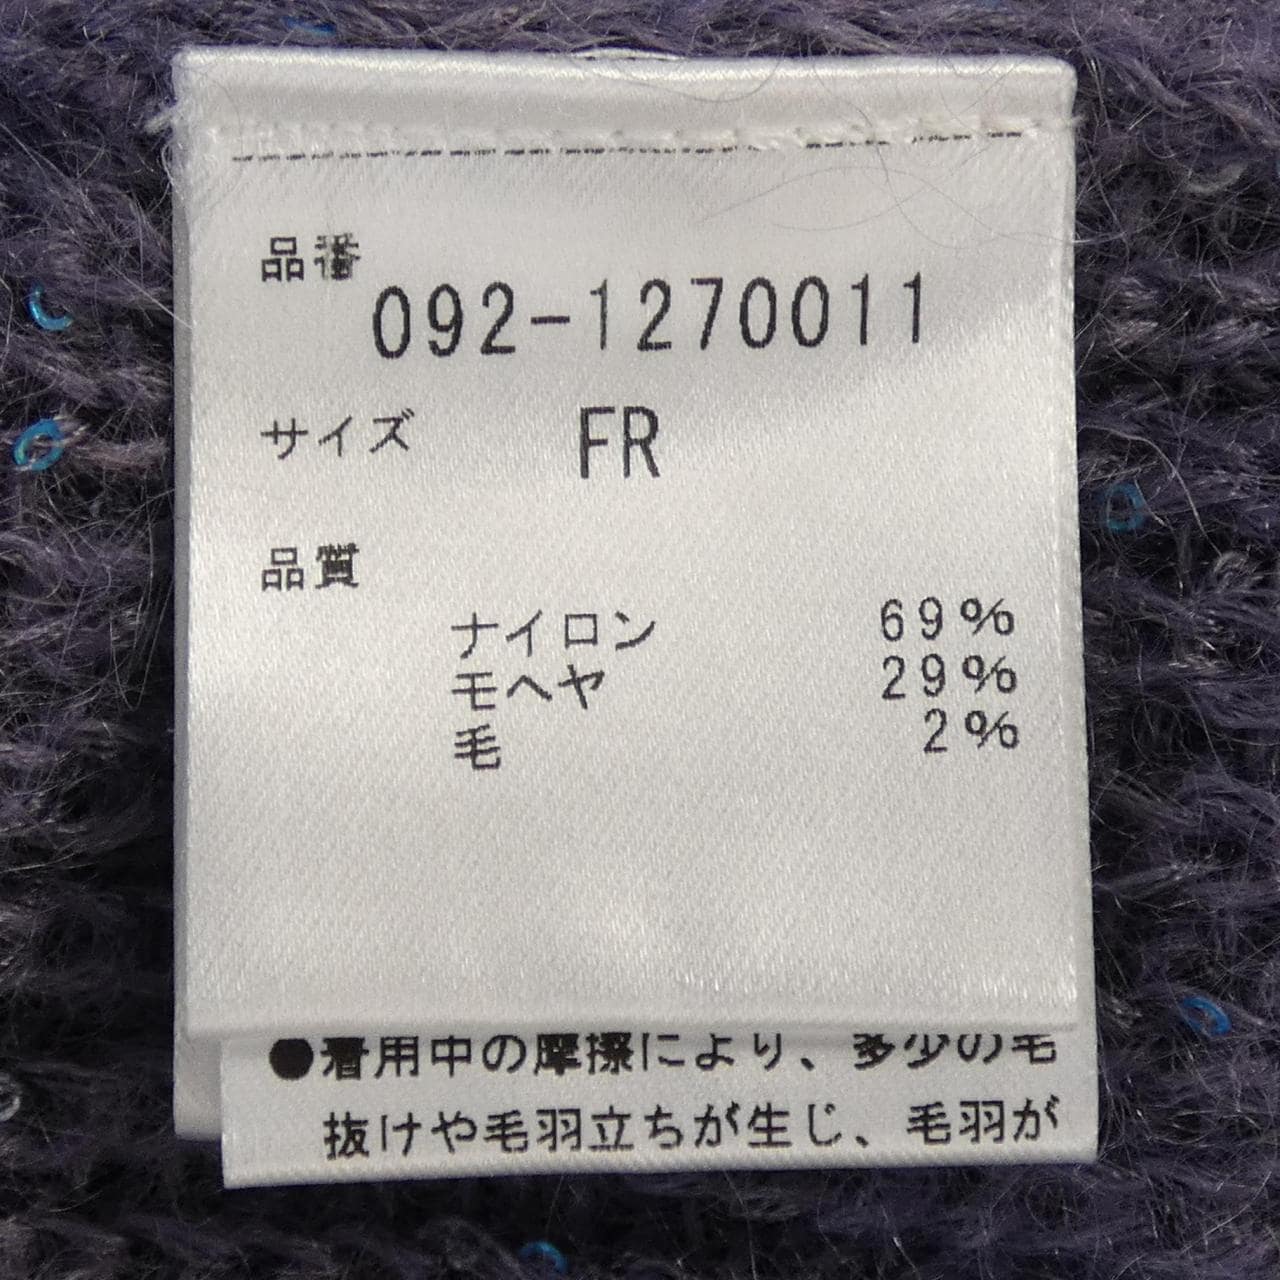 品番
092-1270011
サイズ FR
品質
ナイロン 69%
モヘヤ 29%
毛 2%
●着用中の摩擦により、多少の毛
抜けや毛羽立ちが生じ、毛羽が